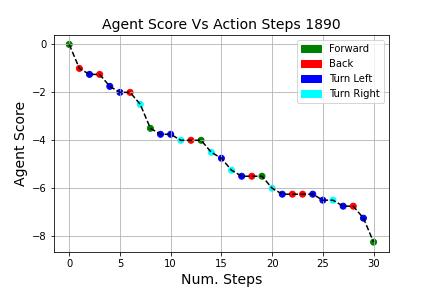 Agent Score Vs Action Steps 1890
Agent Score
0
−2
−4
−6
−8
Forward
Back
Turn Left
Turn Right
0 5 10 15 20 25 30
Num. Steps